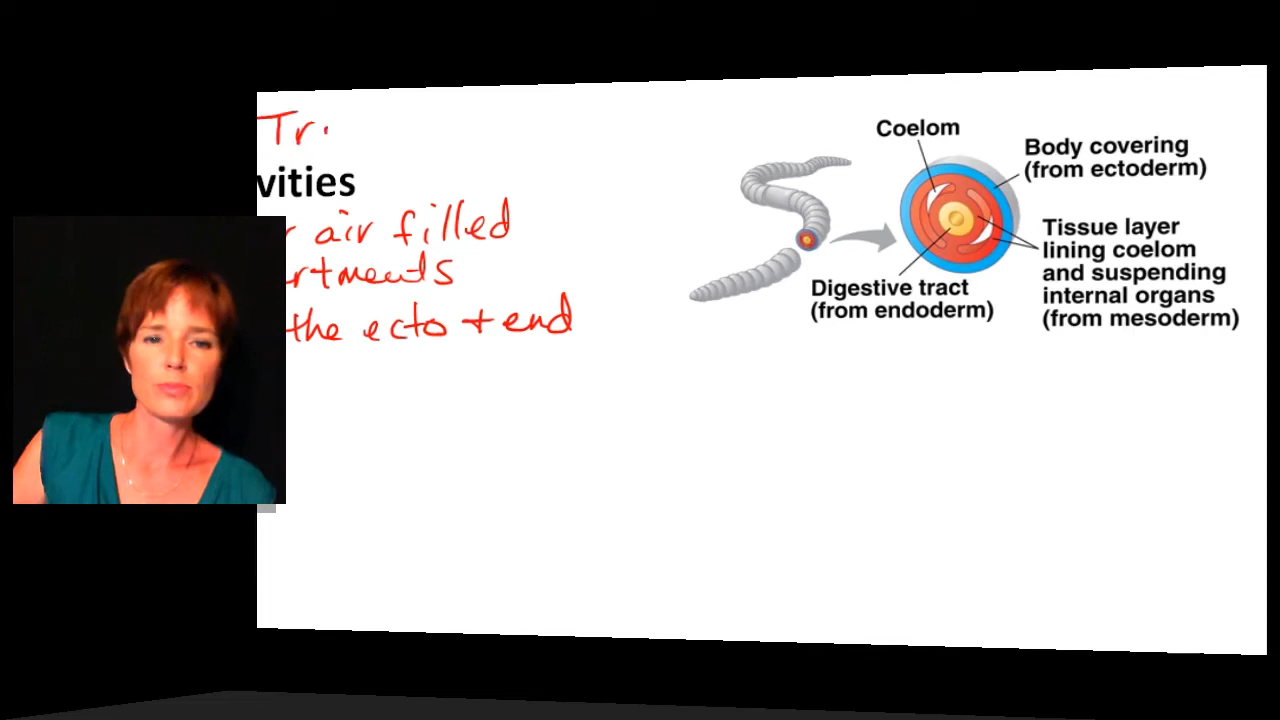 Tr.
vities
r air filled
rtments
the ecto + end
Coelom
Body covering
(from ectoderm)
Tissue layer
lining coelom
and suspending
internal organs
(from mesoderm)
Digestive tract
(from endoderm)